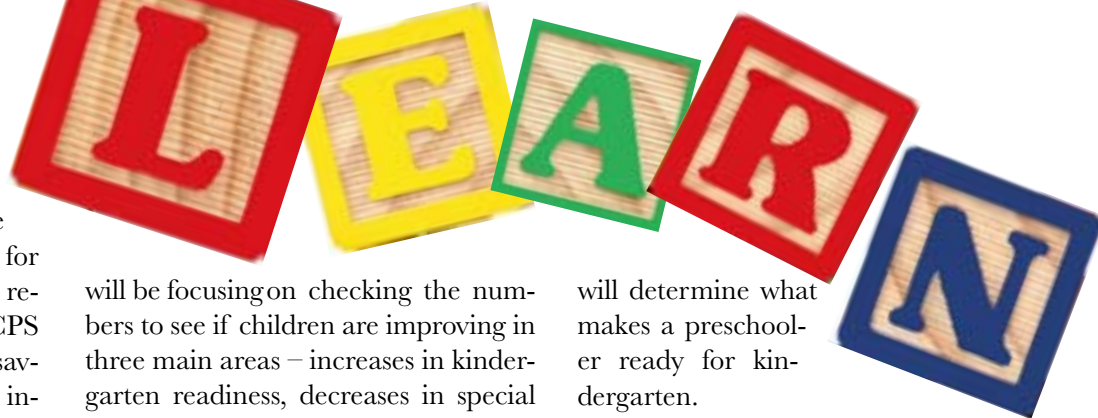 L E A R N
e
for
re-
CPS
sav-
in-
will be focusing on checking the num-
bers to see if children are improving in
three main areas – increases in kinder-
garten readiness, decreases in special
will determine what
makes a preschool-
er ready for kin-
dergarten.